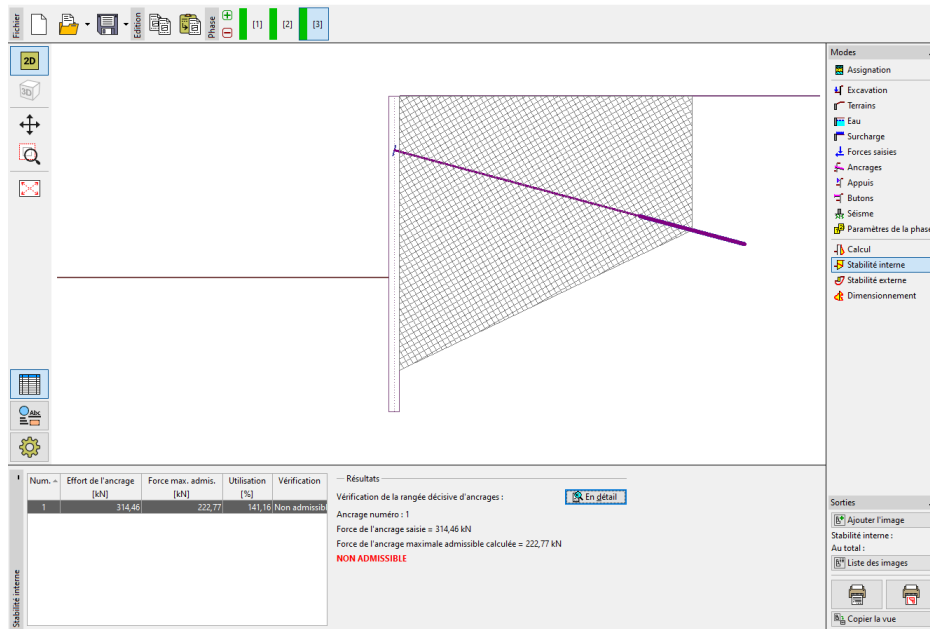 Fichier
Edition
Phase
[1]
[2]
[3]
2D
3D
Abc
Modes
Assignation
Excavation
Terrains
Eau
Surcharge
Forces saisies
Ancrages
Appuis
Butons
Séisme
Paramètres de la phase
Calcul
Stabilité interne
Stabilité externe
Dimensionnement
Stabilité interne
Num. Effort de l'ancrage Force max. admis. Utilisation Vérification
[kN] [kN] [%]
1 314,46 222,77 141,16 Non admissibl
Résultats
Vérification de la rangée décisive d'ancrages : En détail
Ancrage numéro : 1
Force de l'ancrage saisie = 314,46 kN
Force de l'ancrage maximale admissible calculée = 222,77 kN
NON ADMISSIBLE
Sorties
Ajouter l'image
Stabilité interne :
Au total :
Liste des images
Copier la vue